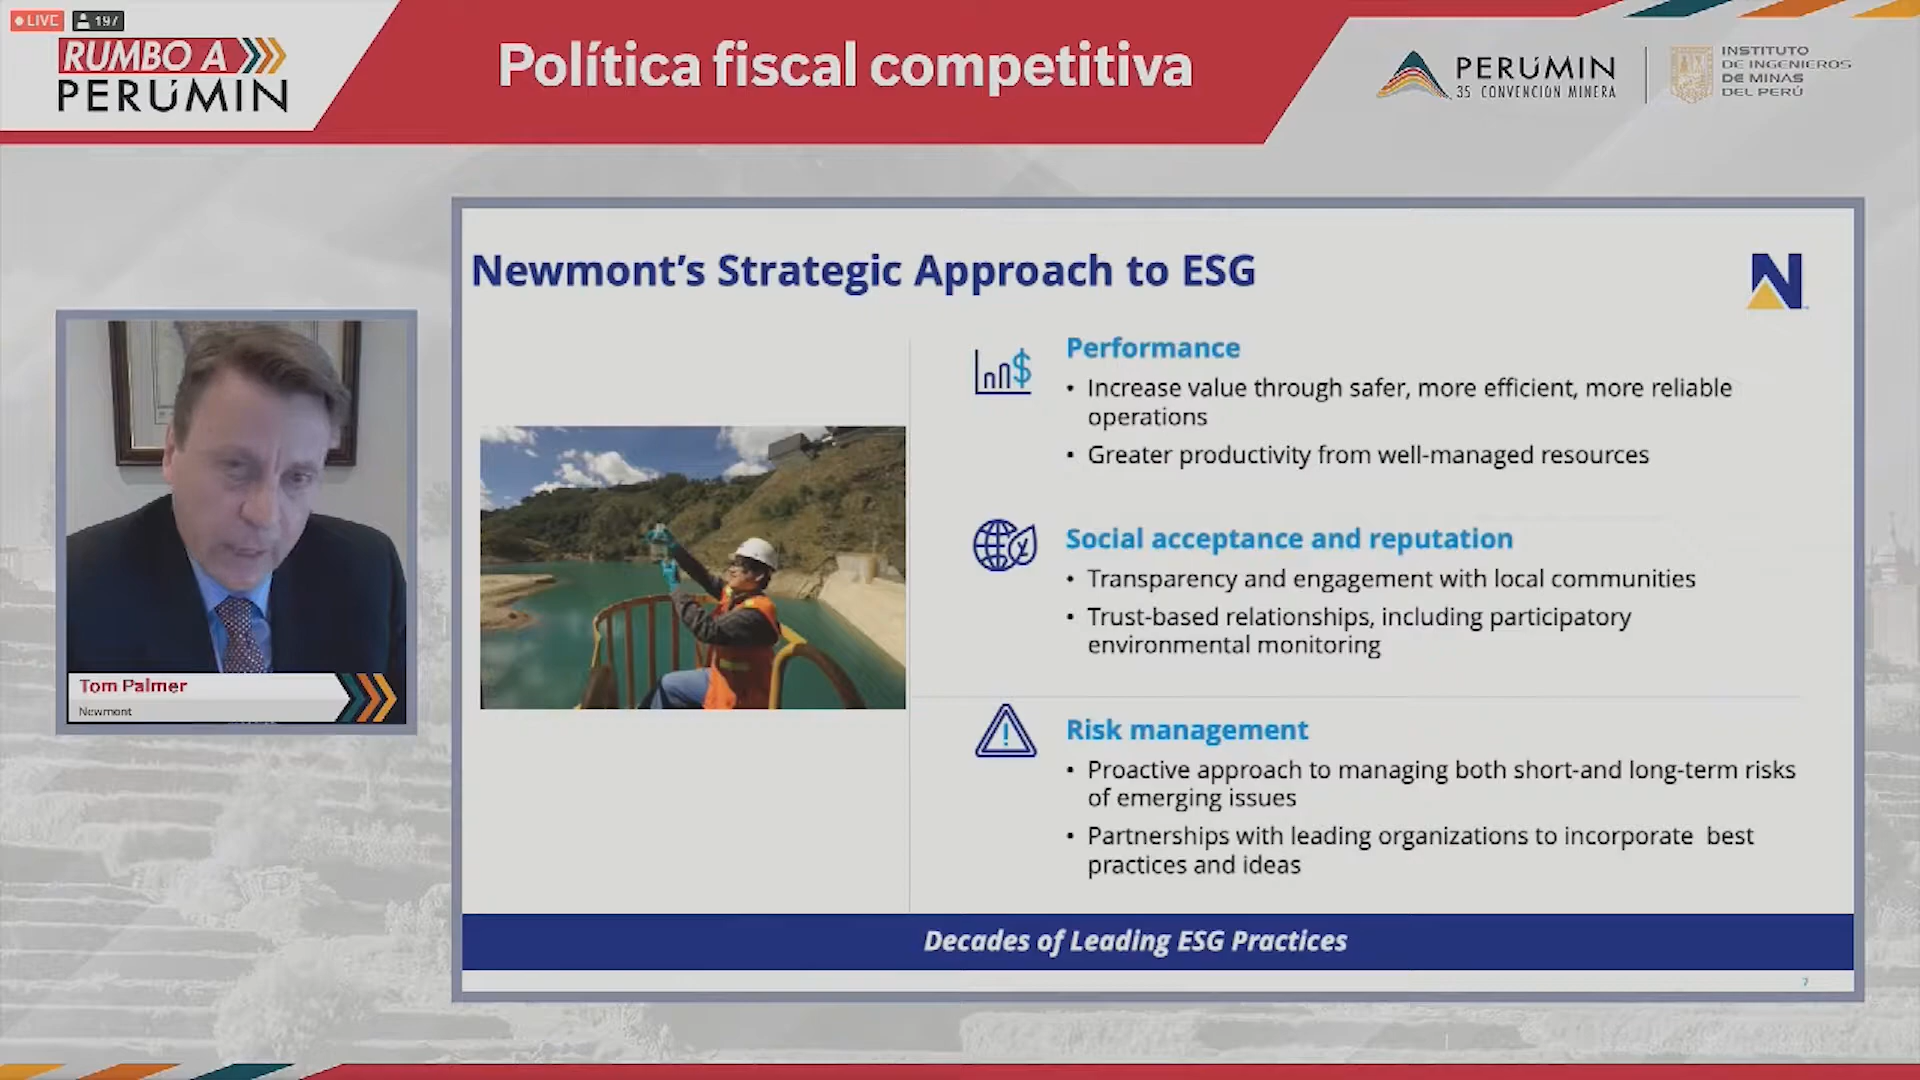 LIVE
197
RUMBO A
PERÚMIN
Política fiscal competitiva
PERÚMIN
35 CONVENCIÓN MINERA
INSTITUTO
DE INGENIEROS
DE MINAS
DEL PERÚ
Newmont's Strategic Approach to ESG
N
Performance
• Increase value through safer, more efficient, more reliable
operations
• Greater productivity from well-managed resources
Social acceptance and reputation
• Transparency and engagement with local communities
• Trust-based relationships, including participatory
environmental monitoring
Risk management
• Proactive approach to managing both short-and long-term risks
of emerging issues
• Partnerships with leading organizations to incorporate best
practices and ideas
Decades of Leading ESG Practices
7
Tom Palmer
Newmont